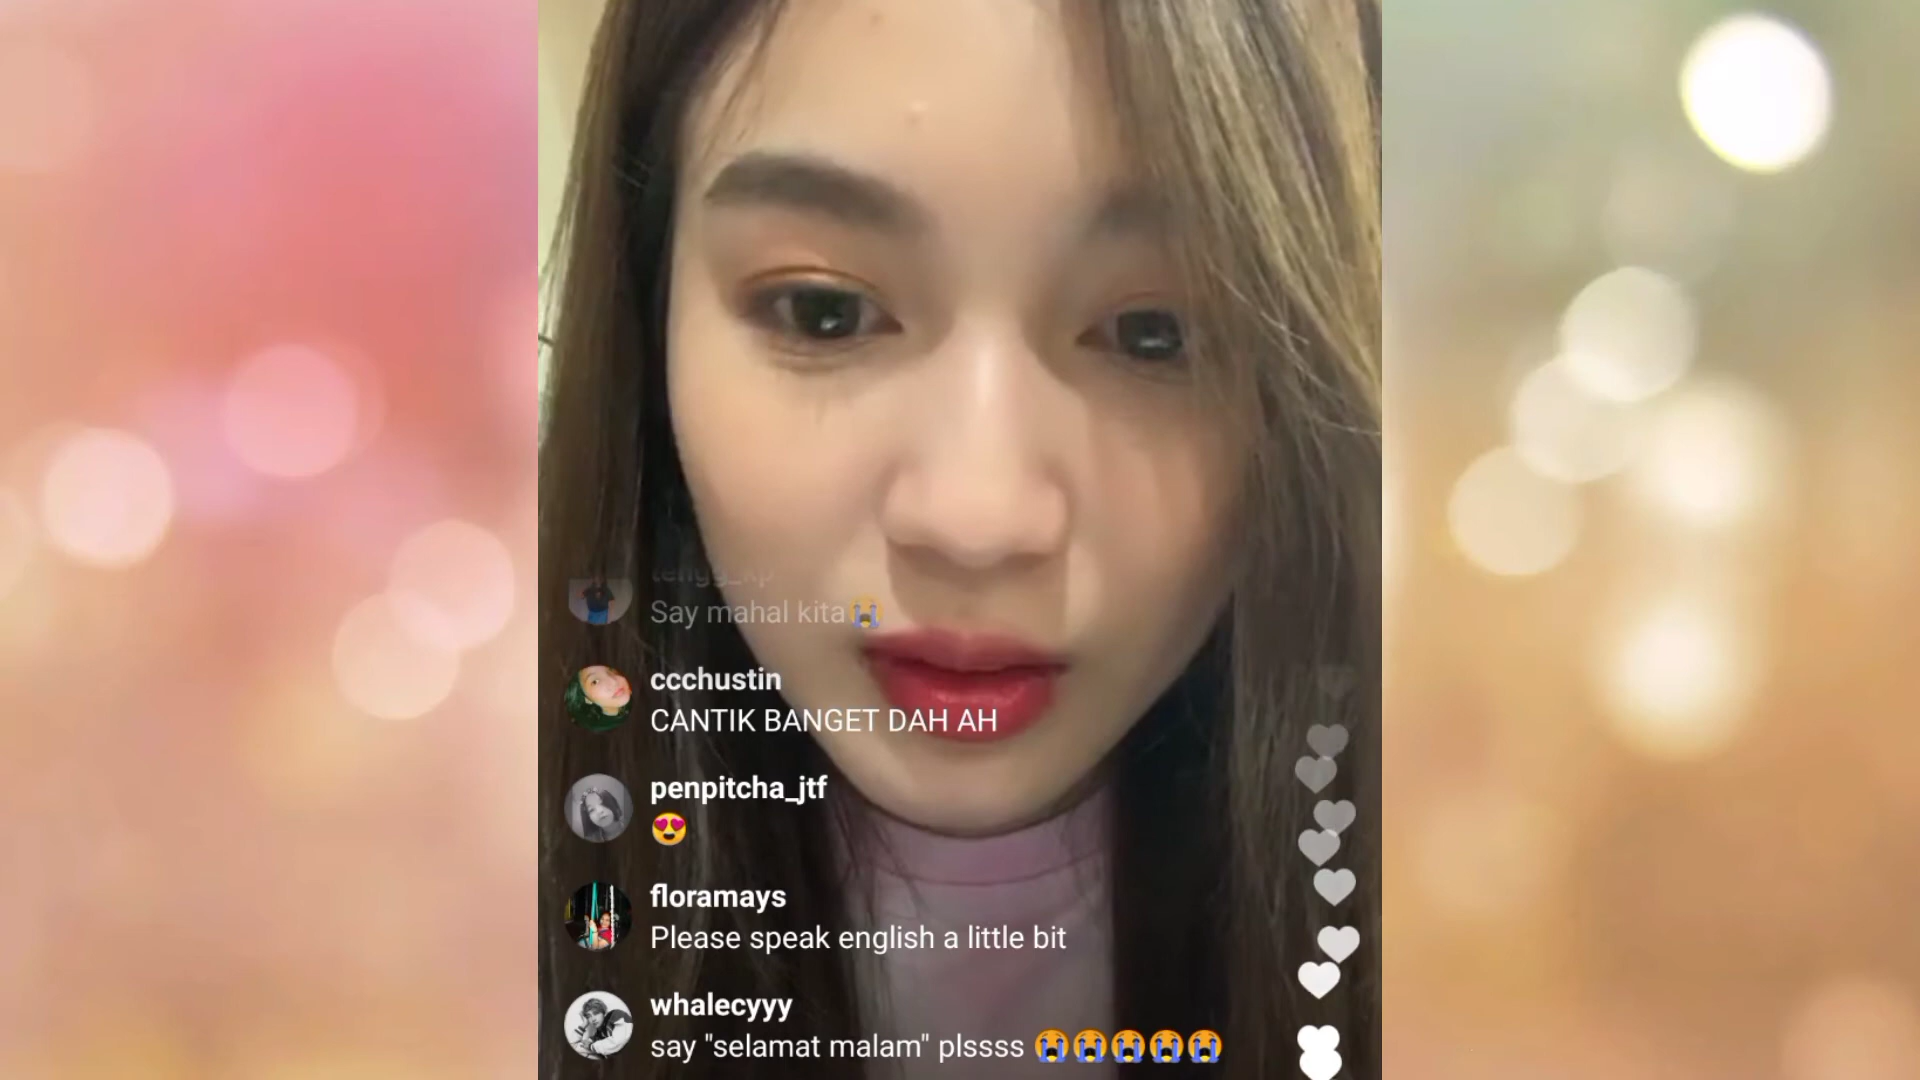 Say mahal kita😭
ccchustin
CANTIK BANGET DAH AH
penpitcha_jtf
😍
floramays
Please speak english a little bit
whalecyyy
say "selamat malam" plssss 😭😭😭😭😭